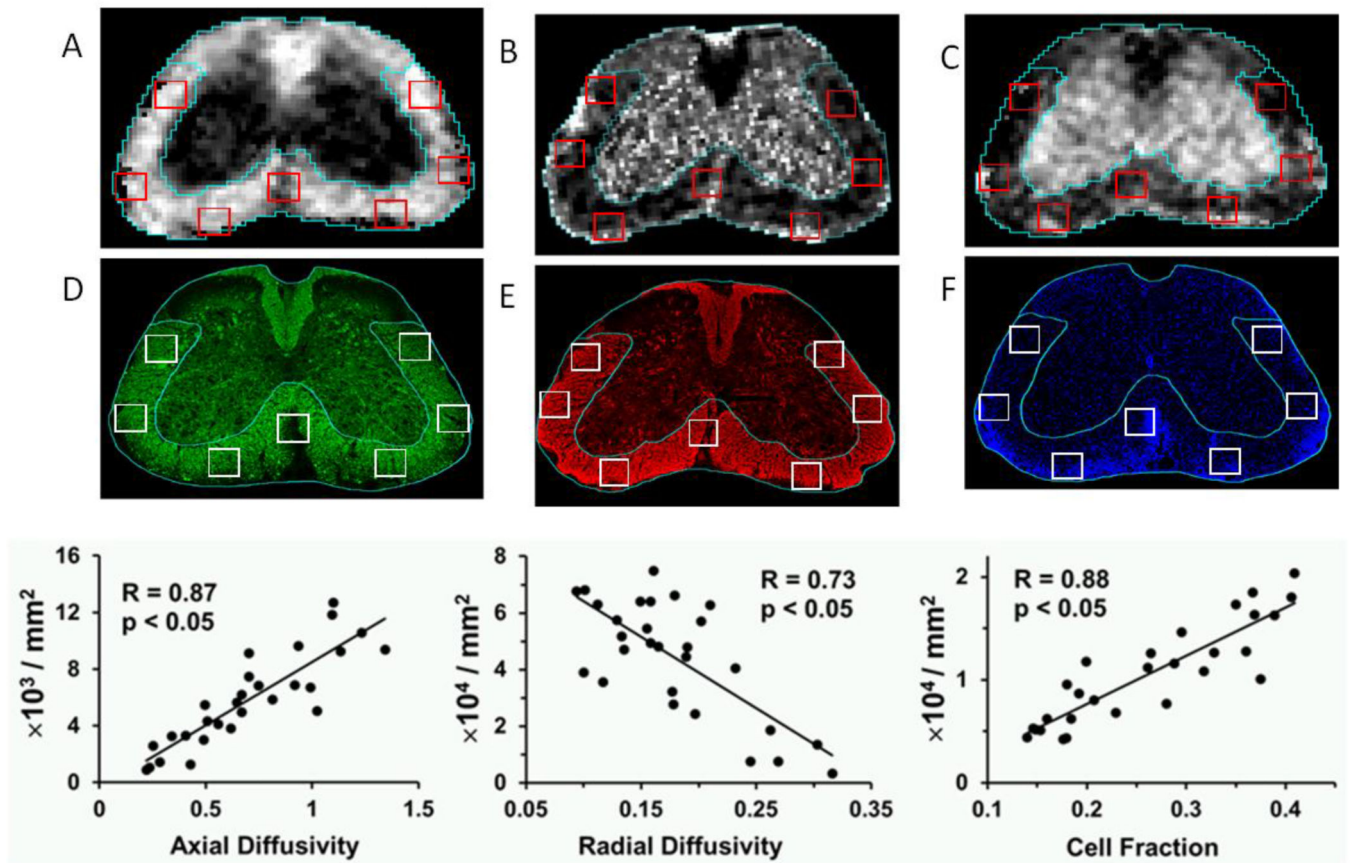 A
B
C
D
E
F
16
12
8
4
0
×10³ / mm²
R = 0.87
p < 0.05
0
0.5
1
1.5
Axial Diffusivity
8
6
4
2
0
×10⁴ / mm²
R = 0.73
p < 0.05
0.05
0.15
0.25
0.35
Radial Diffusivity
2
1
0
×10⁴ / mm²
R = 0.88
p < 0.05
0.1
0.2
0.3
0.4
Cell Fraction